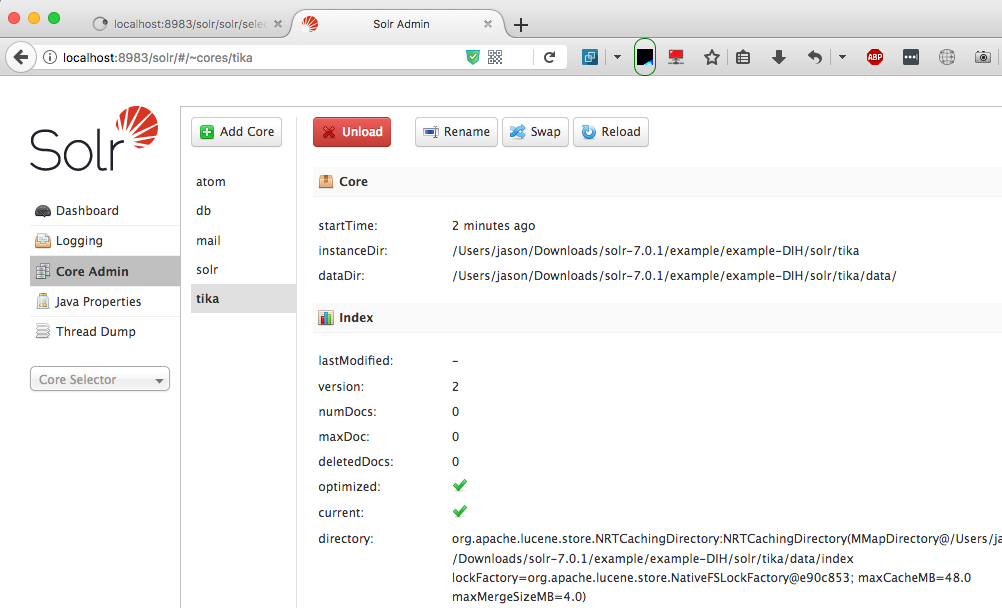 localhost:8983/solr/solr/selec
Solr Admin
localhost:8983/solr/#/~cores/tika
ABP
Solr
Add Core
Unload
Rename
Swap
Reload
Dashboard
Logging
Core Admin
Java Properties
Thread Dump
Core Selector
atom
db
mail
solr
tika
Core
startTime: 2 minutes ago
instanceDir: /Users/jason/Downloads/solr-7.0.1/example/example-DIH/solr/tika
dataDir: /Users/jason/Downloads/solr-7.0.1/example/example-DIH/solr/tika/data/
Index
lastModified: -
version: 2
numDocs: 0
maxDoc: 0
deletedDocs: 0
optimized:
current:
directory: org.apache.lucene.store.NRTCachingDirectory:NRTCachingDirectory(MMapDirectory@/Users/ja
/Downloads/solr-7.0.1/example/example-DIH/solr/tika/data/index
lockFactory=org.apache.lucene.store.NativeFSLockFactory@e90c853; maxCacheMB=48.0
maxMergeSizeMB=4.0)